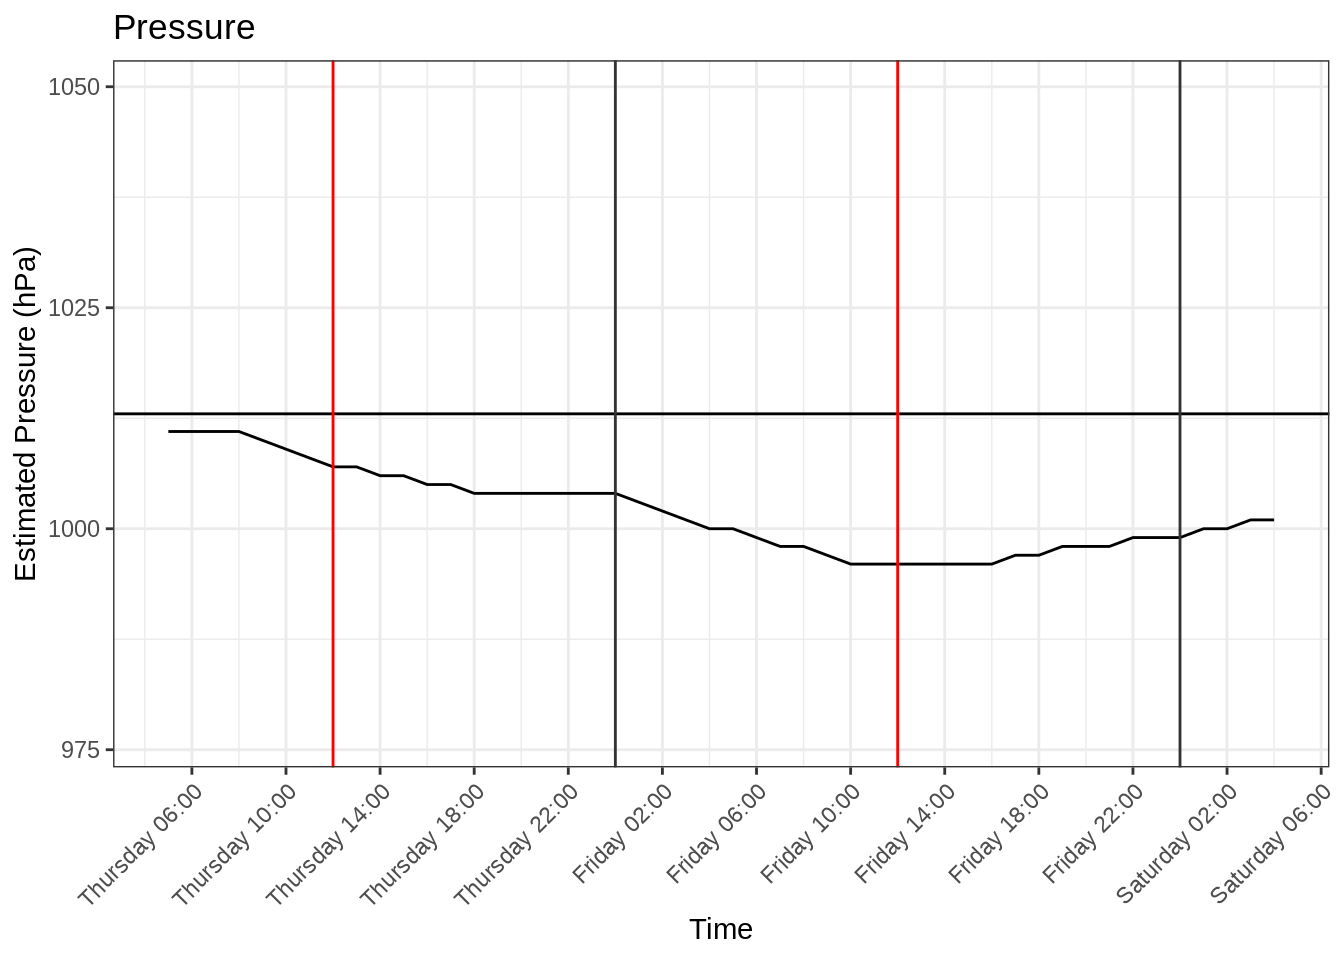 Pressure
Estimated Pressure (hPa)
1050
1025
1000
975
Thursday 06:00
Thursday 10:00
Thursday 14:00
Thursday 18:00
Thursday 22:00
Friday 02:00
Friday 06:00
Friday 10:00
Friday 14:00
Friday 18:00
Friday 22:00
Saturday 02:00
Saturday 06:00
Time